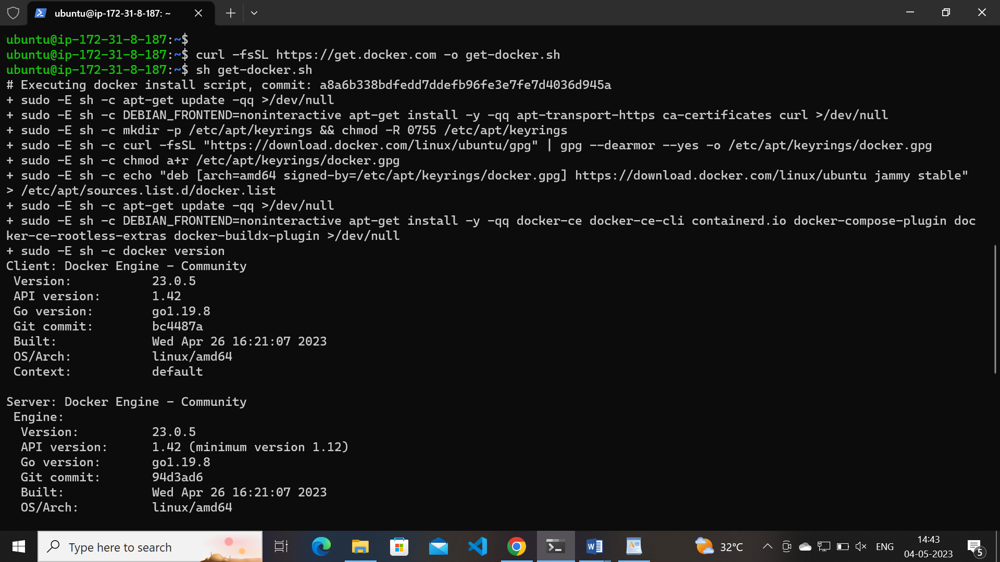 ubuntu@ip-172-31-8-187: ~
ubuntu@ip-172-31-8-187:~$
ubuntu@ip-172-31-8-187:~$ curl -fsSL https://get.docker.com -o get-docker.sh
ubuntu@ip-172-31-8-187:~$ sh get-docker.sh
# Executing docker install script, commit: a8a6b338bdfedd7ddefb96fe3e7fe7d4036d945a
+ sudo -E sh -c apt-get update -qq >/dev/null
+ sudo -E sh -c DEBIAN_FRONTEND=noninteractive apt-get install -y -qq apt-transport-https ca-certificates curl >/dev/null
+ sudo -E sh -c mkdir -p /etc/apt/keyrings && chmod -R 0755 /etc/apt/keyrings
+ sudo -E sh -c curl -fsSL "https://download.docker.com/linux/ubuntu/gpg" | gpg --dearmor --yes -o /etc/apt/keyrings/docker.gpg
+ sudo -E sh -c chmod a+r /etc/apt/keyrings/docker.gpg
+ sudo -E sh -c echo "deb [arch=amd64 signed-by=/etc/apt/keyrings/docker.gpg] https://download.docker.com/linux/ubuntu jammy stable"
> /etc/apt/sources.list.d/docker.list
+ sudo -E sh -c apt-get update -qq >/dev/null
+ sudo -E sh -c DEBIAN_FRONTEND=noninteractive apt-get install -y -qq docker-ce docker-ce-cli containerd.io docker-compose-plugin doc
ker-ce-rootless-extras docker-buildx-plugin >/dev/null
+ sudo -E sh -c docker version
Client: Docker Engine - Community
Version: 23.0.5
API version: 1.42
Go version: go1.19.8
Git commit: bc4487a
Built: Wed Apr 26 16:21:07 2023
OS/Arch: linux/amd64
Context: default
Server: Docker Engine - Community
Engine:
Version: 23.0.5
API version: 1.42 (minimum version 1.12)
Go version: go1.19.8
Git commit: 94d3ad6
Built: Wed Apr 26 16:21:07 2023
OS/Arch: linux/amd64
Type here to search
32°C
ENG
14:43
04-05-2023
5